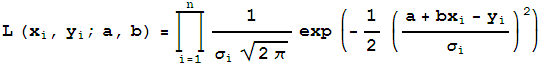 L (xᵢ, yᵢ; a, b) = ∏ᵢ₌₁ⁿ 1/(σᵢ √(2 π)) exp (-1/2 ((a + bxᵢ - yᵢ)/σᵢ)²)